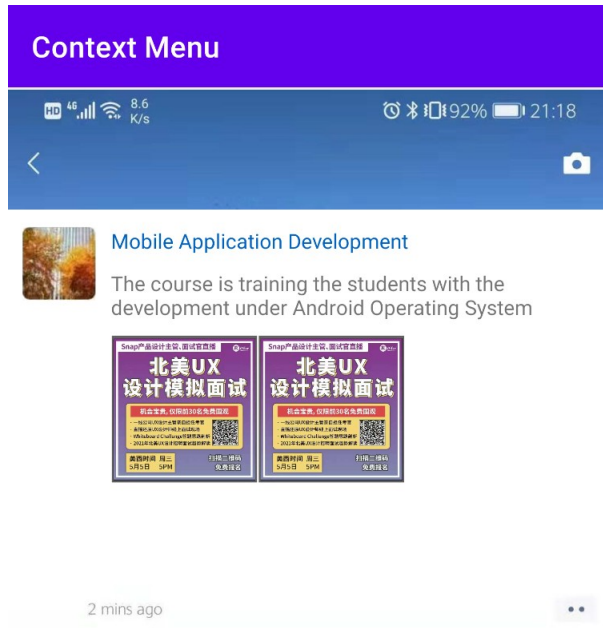 Context Menu
HD 4G 8.6 K/s 92% 21:18
Mobile Application Development
The course is training the students with the
development under Android Operating System
Snap产品设计主管、面试官直播
北美UX
设计模拟面试
机会宝贵,仅限前30名免费围观
美西时间 周三
5月5日 5PM
扫描二维码
免费报名
Snap产品设计主管、面试官直播
北美UX
设计模拟面试
机会宝贵,仅限前30名免费围观
美西时间 周三
5月5日 5PM
扫描二维码
免费报名
2 mins ago